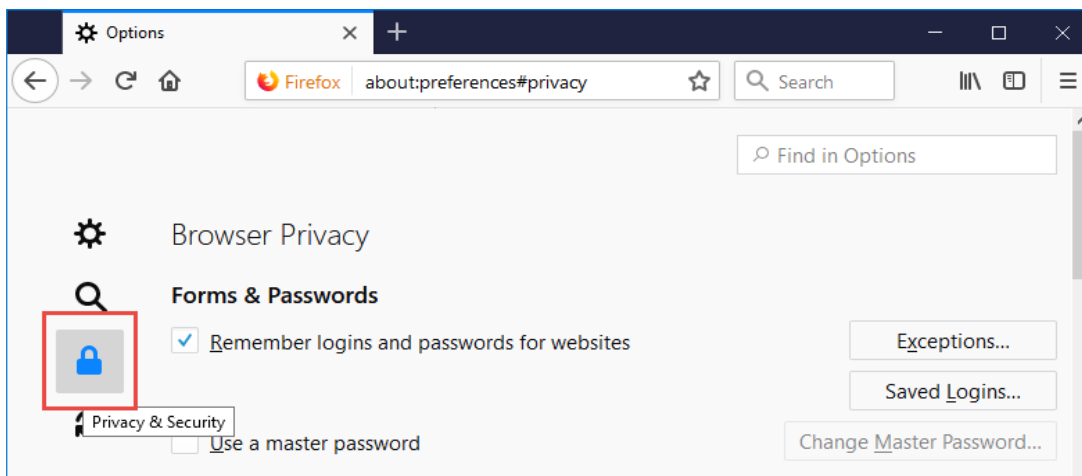 Options
Firefox about:preferences#privacy Search
Find in Options
Browser Privacy
Forms & Passwords
Remember logins and passwords for websites Exceptions...
Saved Logins...
Privacy & Security
Use a master password Change Master Password...